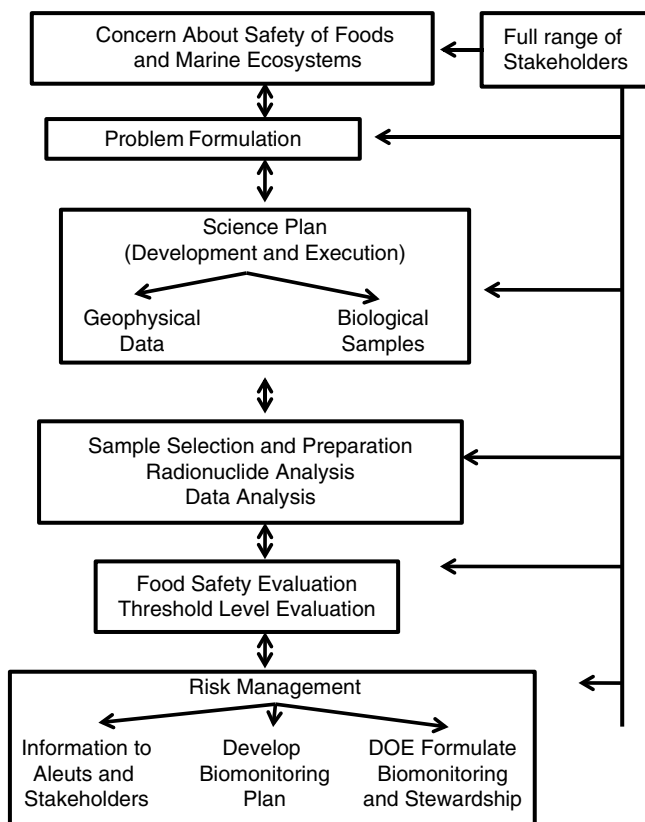 Concern About Safety of Foods
and Marine Ecosystems
Full range of
Stakeholders
Problem Formulation
Science Plan
(Development and Execution)
Geophysical
Data
Biological
Samples
Sample Selection and Preparation
Radionuclide Analysis
Data Analysis
Food Safety Evaluation
Threshold Level Evaluation
Risk Management
Information to
Aleuts and
Stakeholders
Develop
Biomonitoring
Plan
DOE Formulate
Biomonitoring
and Stewardship